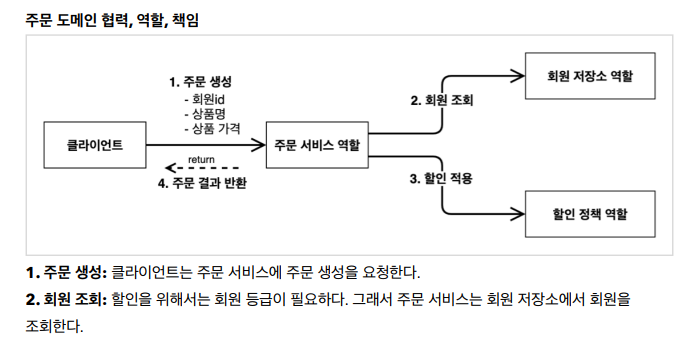 주문 도메인 협력, 역할, 책임
1. 주문 생성
- 회원id
- 상품명
- 상품 가격
클라이언트
return
4. 주문 결과 반환
주문 서비스 역할
2. 회원 조회
회원 저장소 역할
3. 할인 적용
할인 정책 역할
1. 주문 생성: 클라이언트는 주문 서비스에 주문 생성을 요청한다.
2. 회원 조회: 할인을 위해서는 회원 등급이 필요하다. 그래서 주문 서비스는 회원 저장소에서 회원을
조회한다.